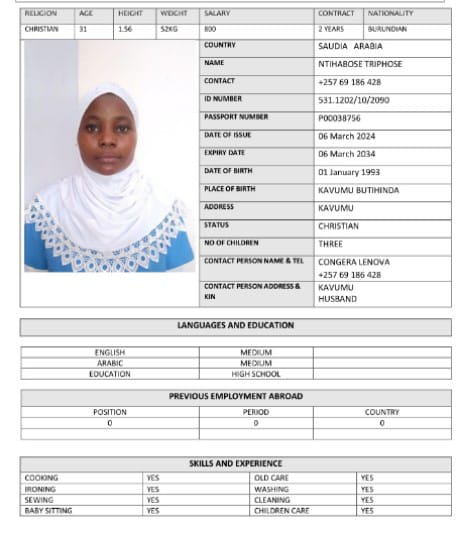 RELIGION AGE HEIGHT WEIGHT SALARY CONTRACT NATIONALITY
CHRISTIAN 31 1.56 52KG 800 2 YEARS BURUNDIAN
COUNTRY SAUDIA ARABIA
NAME NTIHABOSE TRIPHOSE
CONTACT +257 69 186 428
ID NUMBER 531.1202/10/2090
PASSPORT NUMBER P00038756
DATE OF ISSUE 06 March 2024
EXPIRY DATE 06 March 2034
DATE OF BIRTH 01 January 1993
PLACE OF BIRTH KAVUMU BUTIHINDA
ADDRESS KAVUMU
STATUS CHRISTIAN
NO OF CHILDREN THREE
CONTACT PERSON NAME & TEL CONGERA LENOVA
+257 69 186 428
CONTACT PERSON ADDRESS & KAVUMU
KIN HUSBAND
LANGUAGES AND EDUCATION
ENGLISH MEDIUM
ARABIC MEDIUM
EDUCATION HIGH SCHOOL
PREVIOUS EMPLOYMENT ABROAD
POSITION PERIOD COUNTRY
0 0 0
SKILLS AND EXPERIENCE
COOKING YES OLD CARE YES
IRONING YES WASHING YES
SEWING YES CLEANING YES
BABY SITTING YES CHILDREN CARE YES